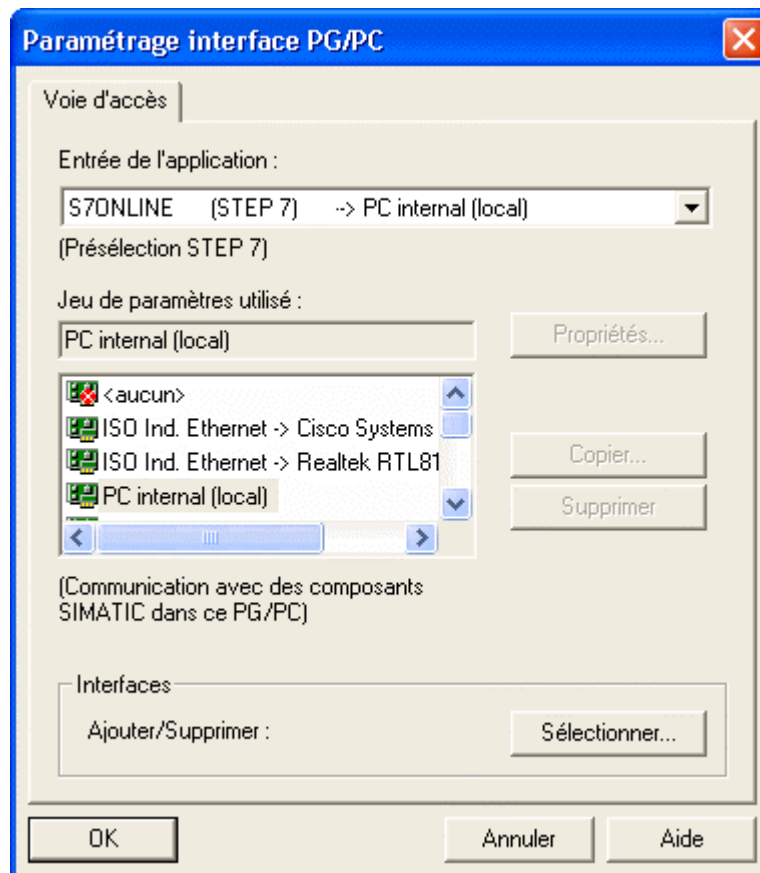 Paramétrage interface PG/PC
Voie d'accès
Entrée de l'application :
S7ONLINE (STEP 7) --> PC internal (local)
(Présélection STEP 7)
Jeu de paramètres utilisé :
PC internal (local)
Propriétés...
<aucun>
ISO Ind. Ethernet -> Cisco Systems
ISO Ind. Ethernet -> Realtek RTL81
PC internal (local)
Copier...
Supprimer
(Communication avec des composants
SIMATIC dans ce PG/PC)
Interfaces
Ajouter/Supprimer :
Sélectionner...
OK
Annuler
Aide